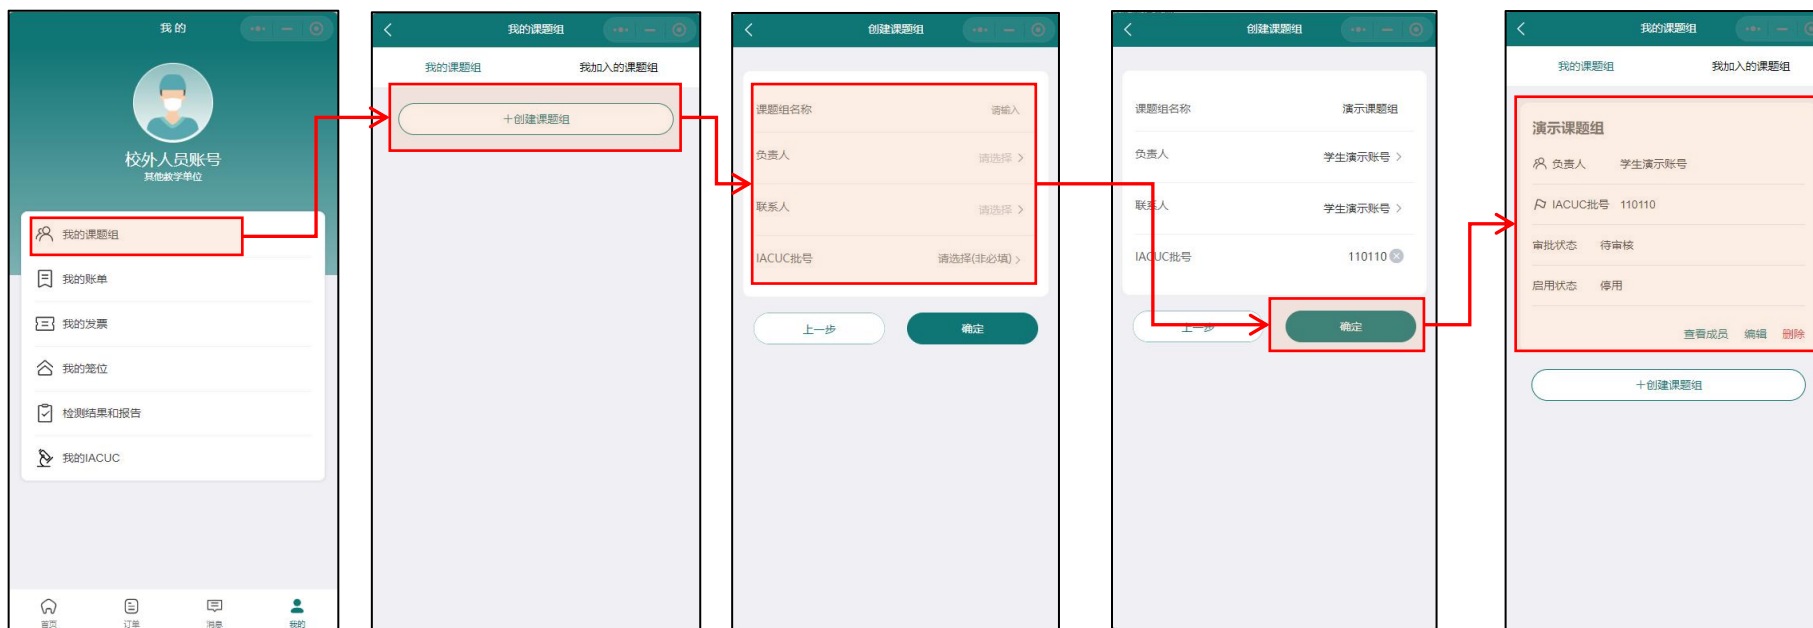 我的
校外人员账号
其他教学单位
我的课题组
我的账单
我的发票
我的笼位
检测结果和报告
我的IACUC
首页 订单 消息 我的
我的课题组
我的课题组 我加入的课题组
+创建课题组
创建课题组
课题组名称 请输入
负责人 请选择
联系人 请选择
IACUC批号 请选择(非必填)
上一步 确定
创建课题组
课题组名称 演示课题组
负责人 学生演示账号
联系人 学生演示账号
IACUC批号 110110
上一步 确定
我的课题组
我的课题组 我加入的课题组
演示课题组
负责人 学生演示账号
IACUC批号 110110
审批状态 待审核
启用状态 停用
查看成员 编辑 删除
+创建课题组